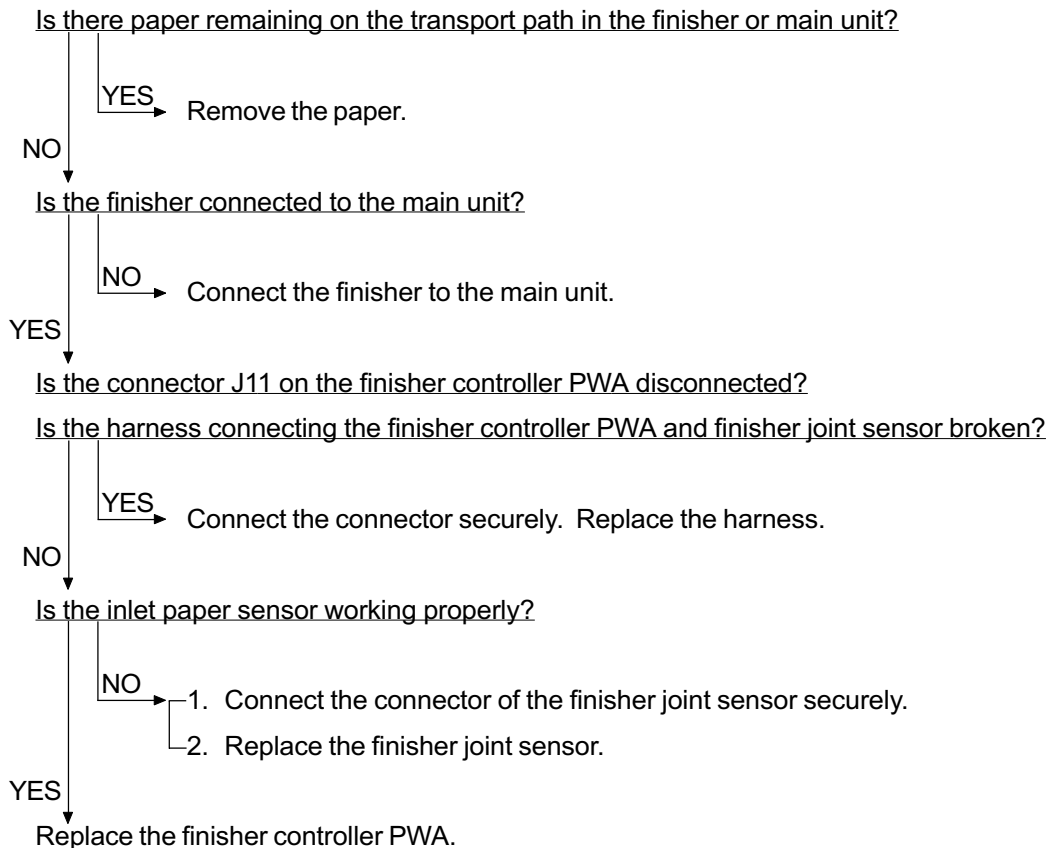 Is there paper remaining on the transport path in the finisher or main unit?
YES
Remove the paper.
NO
Is the finisher connected to the main unit?
NO
Connect the finisher to the main unit.
YES
Is the connector J11 on the finisher controller PWA disconnected?
Is the harness connecting the finisher controller PWA and finisher joint sensor broken?
YES
Connect the connector securely.  Replace the harness.
NO
Is the inlet paper sensor working properly?
NO
1. Connect the connector of the finisher joint sensor securely.
2. Replace the finisher joint sensor.
YES
Replace the finisher controller PWA.